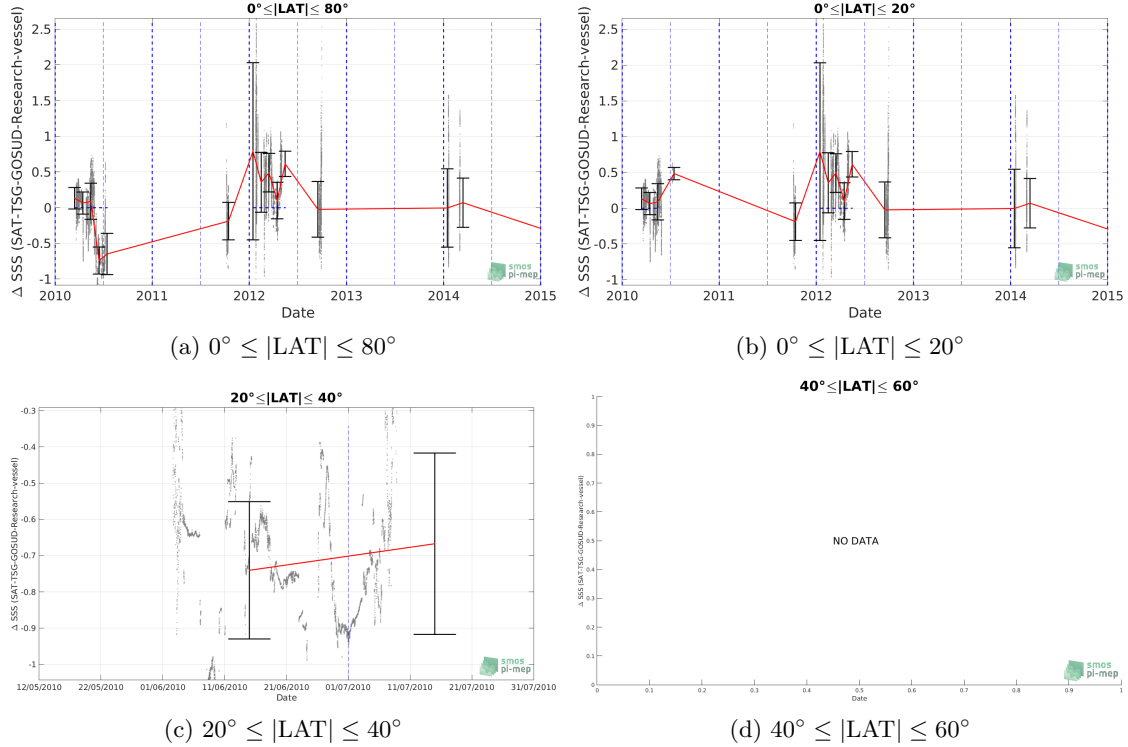 0°≤|LAT|≤ 80°
Δ SSS (SAT-TSG-GOSUD-Research-vessel)
2.5
2
1.5
1
0.5
0
-0.5
-1
2010 2011 2012 2013 2014 2015
Date
smos
pi-mep
(a) 0° ≤ |LAT| ≤ 80°
0°≤|LAT|≤ 20°
Δ SSS (SAT-TSG-GOSUD-Research-vessel)
2.5
2
1.5
1
0.5
0
-0.5
-1
2010 2011 2012 2013 2014 2015
Date
smos
pi-mep
(b) 0° ≤ |LAT| ≤ 20°
20°≤|LAT|≤ 40°
Δ SSS (SAT-TSG-GOSUD-Research-vessel)
-0.3
-0.4
-0.5
-0.6
-0.7
-0.8
-0.9
-1
12/05/2010 22/05/2010 01/06/2010 11/06/2010 21/06/2010 01/07/2010 11/07/2010 21/07/2010 31/07/2010
Date
smos
pi-mep
(c) 20° ≤ |LAT| ≤ 40°
40°≤|LAT|≤ 60°
Δ SSS (SAT-TSG-GOSUD-Research-vessel)
1
0.9
0.8
0.7
0.6
0.5
0.4
0.3
0.2
0.1
0
NO DATA
0 0.1 0.2 0.3 0.4 0.5 0.6 0.7 0.8 0.9 1
Date
smos
pi-mep
(d) 40° ≤ |LAT| ≤ 60°